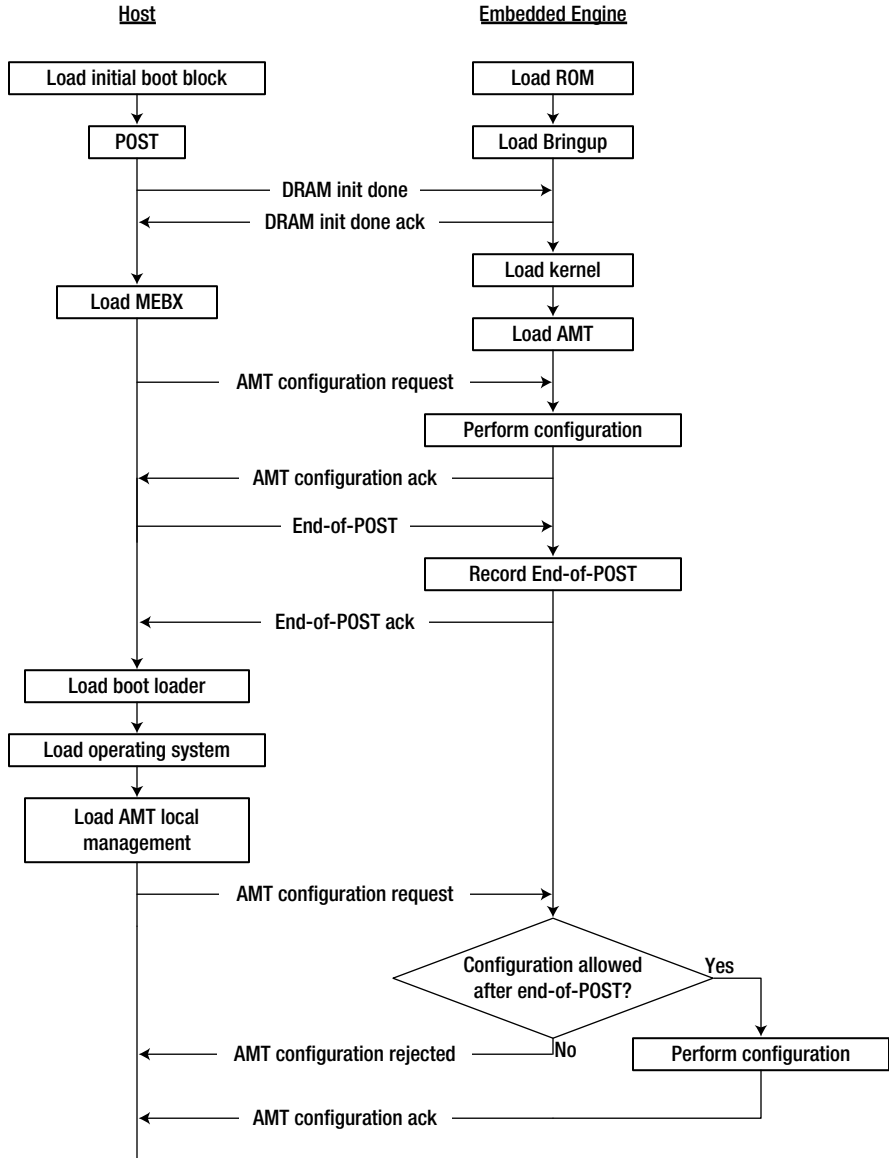 Host
Embedded Engine
Load initial boot block
Load ROM
POST
Load Bringup
DRAM init done
DRAM init done ack
Load kernel
Load MEBX
Load AMT
AMT configuration request
Perform configuration
AMT configuration ack
End-of-POST
Record End-of-POST
End-of-POST ack
Load boot loader
Load operating system
Load AMT local
management
AMT configuration request
Configuration allowed
after end-of-POST?
Yes
No
AMT configuration rejected
Perform configuration
AMT configuration ack